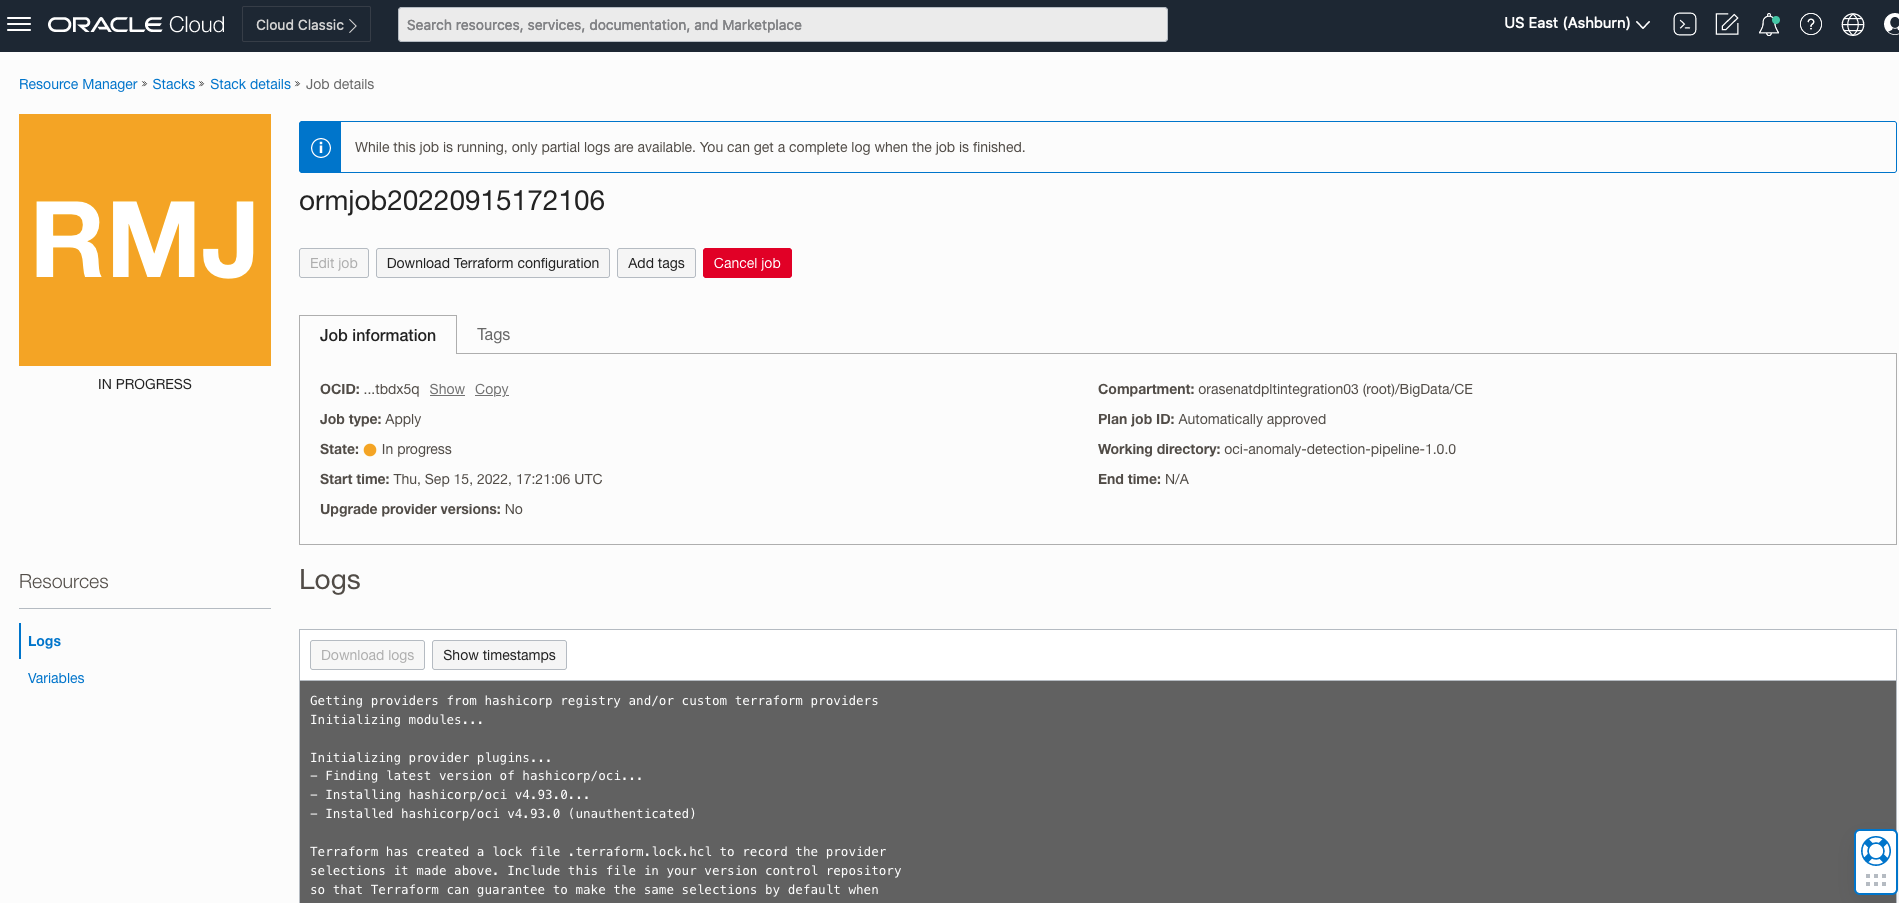 ORACLE Cloud
Cloud Classic
Search resources, services, documentation, and Marketplace
US East (Ashburn)
Resource Manager » Stacks » Stack details » Job details
RMJ
IN PROGRESS
While this job is running, only partial logs are available. You can get a complete log when the job is finished.
ormjob20220915172106
Edit job
Download Terraform configuration
Add tags
Cancel job
Job information
Tags
OCID: ...tbdx5q Show Copy
Job type: Apply
State: In progress
Start time: Thu, Sep 15, 2022, 17:21:06 UTC
Upgrade provider versions: No
Compartment: orasenatdpltintegration03 (root)/BigData/CE
Plan job ID: Automatically approved
Working directory: oci-anomaly-detection-pipeline-1.0.0
End time: N/A
Resources
Logs
Variables
Logs
Download logs
Show timestamps
Getting providers from hashicorp registry and/or custom terraform providers
Initializing modules...
Initializing provider plugins...
- Finding latest version of hashicorp/oci...
- Installing hashicorp/oci v4.93.0...
- Installed hashicorp/oci v4.93.0 (unauthenticated)
Terraform has created a lock file .terraform.lock.hcl to record the provider
selections it made above. Include this file in your version control repository
so that Terraform can guarantee to make the same selections by default when